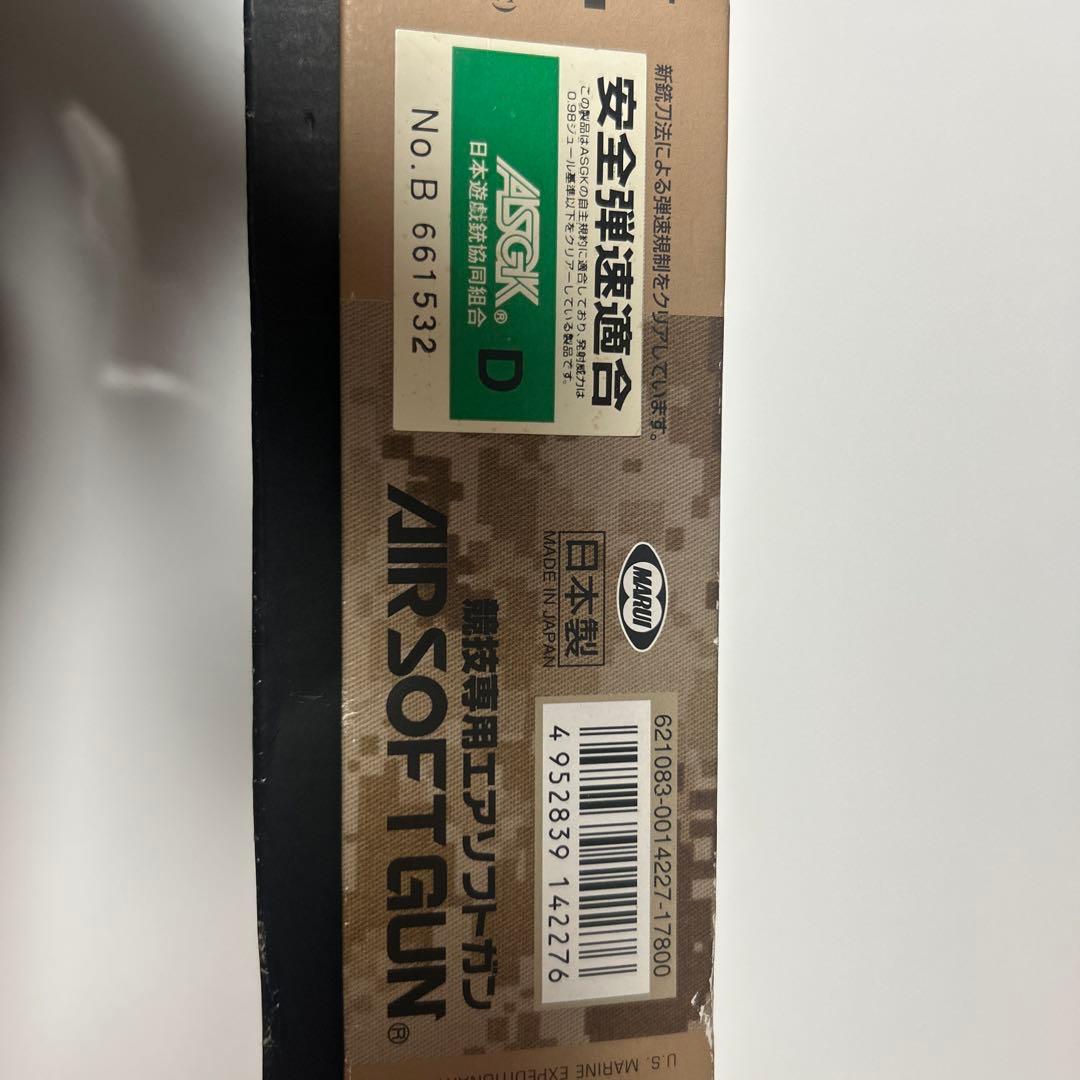 新銃刀法による弾速規制をクリアしています。
安全弾速適合
この製品はASGKの自主規約に適合しており、発射威力は
0.98ジュール基準以下をクリアーしている製品です。
ASGK® D
日本遊戯銃協同組合
No.B 661532
MARUI
日本製
MADE IN JAPAN
競技専用エアソフトガン
AIRSOFT GUN®
621083-0014227-17800
4 952839 142276
U.S. MARINE